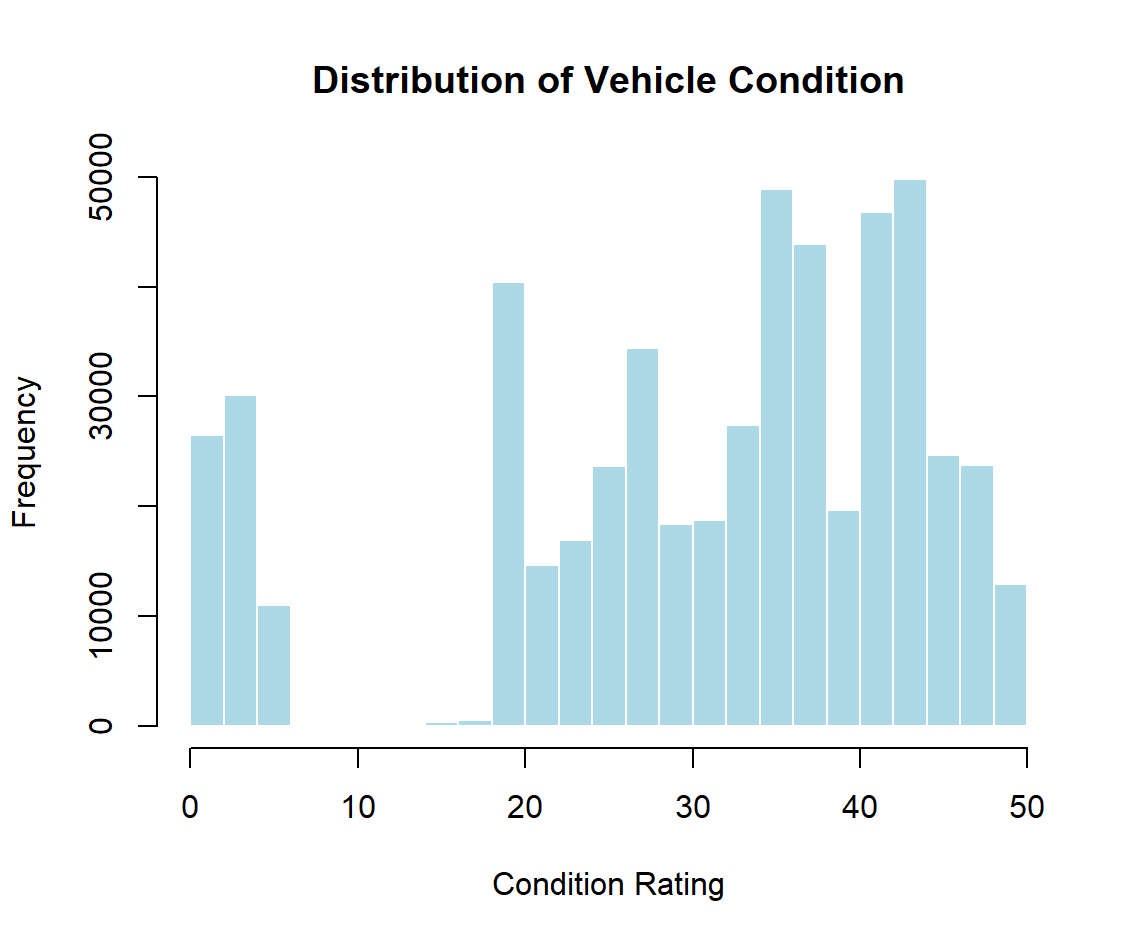 Distribution of Vehicle Condition
50000
30000
10000
0
Frequency
0 10 20 30 40 50
Condition Rating